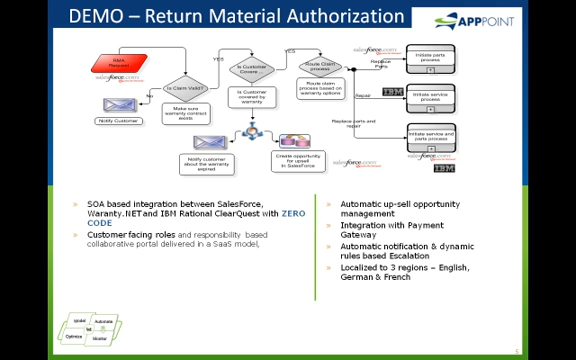 DEMO – Return Material Authorization
APPOINT
RMA
Request
salesforce.com
YES
YES
Is Claim Valid?
Is Customer
Covere ...
Route Claim
process
salesforce.com
Replace
Parts
Initiate parts
process
No
Make sure
warranty contract
exists
Is Customer
covered by
warranty
Route claim
process based on
warranty options
Repair
IBM
Initiate service
process
Notify Customer
Replace parts and
repair
Initiate service and
parts process
Notify customer
about the warranty
expired
Create opportunity
for upsell
in SalesForce
salesforce.com
salesforce.com
IBM
» SOA based integration between SalesForce,
Waranty.NET and IBM Rational ClearQuest with ZERO
CODE
» Customer facing roles and responsibility based
collaborative portal delivered in a SaaS model,
» Automatic up-sell opportunity
management
» Integration with Payment
Gateway
» Automatic notification & dynamic
rules based Escalation
» Localized to 3 regions – English,
German & French
Model
Automate
Optimize
Monitor